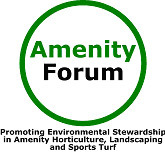 Amenity
Forum
Promoting Environmental Stewardship
in Amenity Horticulture, Landscaping
and Sports Turf